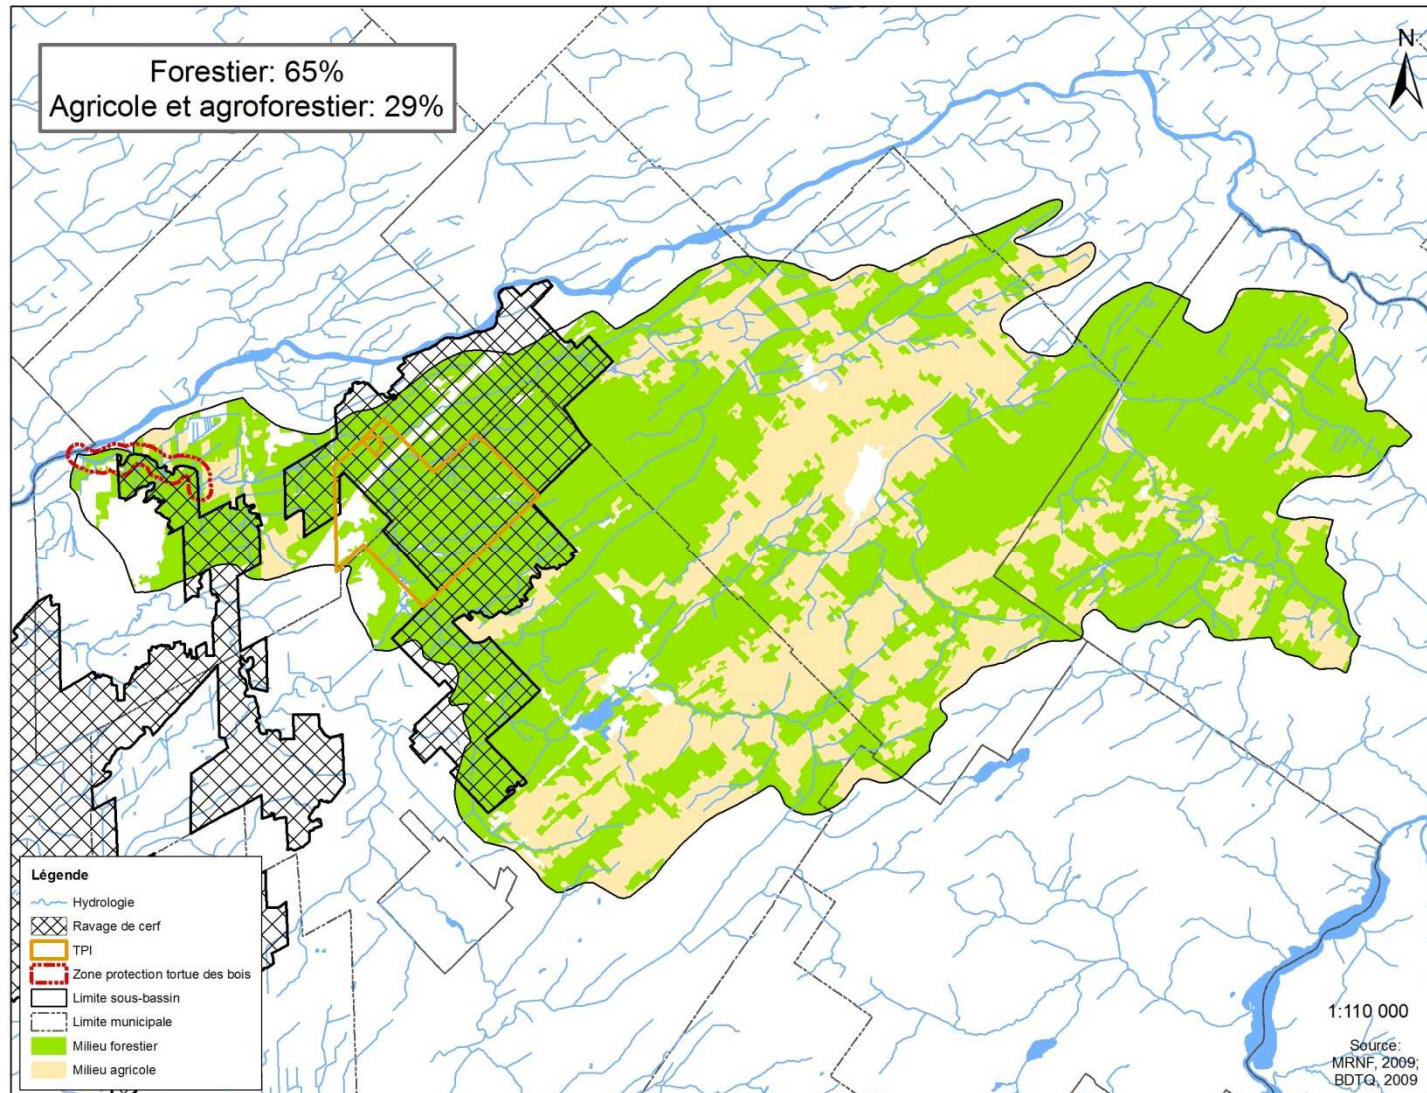 Forestier: 65%
Agricole et agroforestier: 29%
N
Légende
Hydrologie
Ravage de cerf
TPI
Zone protection tortue des bois
Limite sous-bassin
Limite municipale
Milieu forestier
Milieu agricole
1:110 000
Source:
MRNF, 2009;
BDTQ, 2009